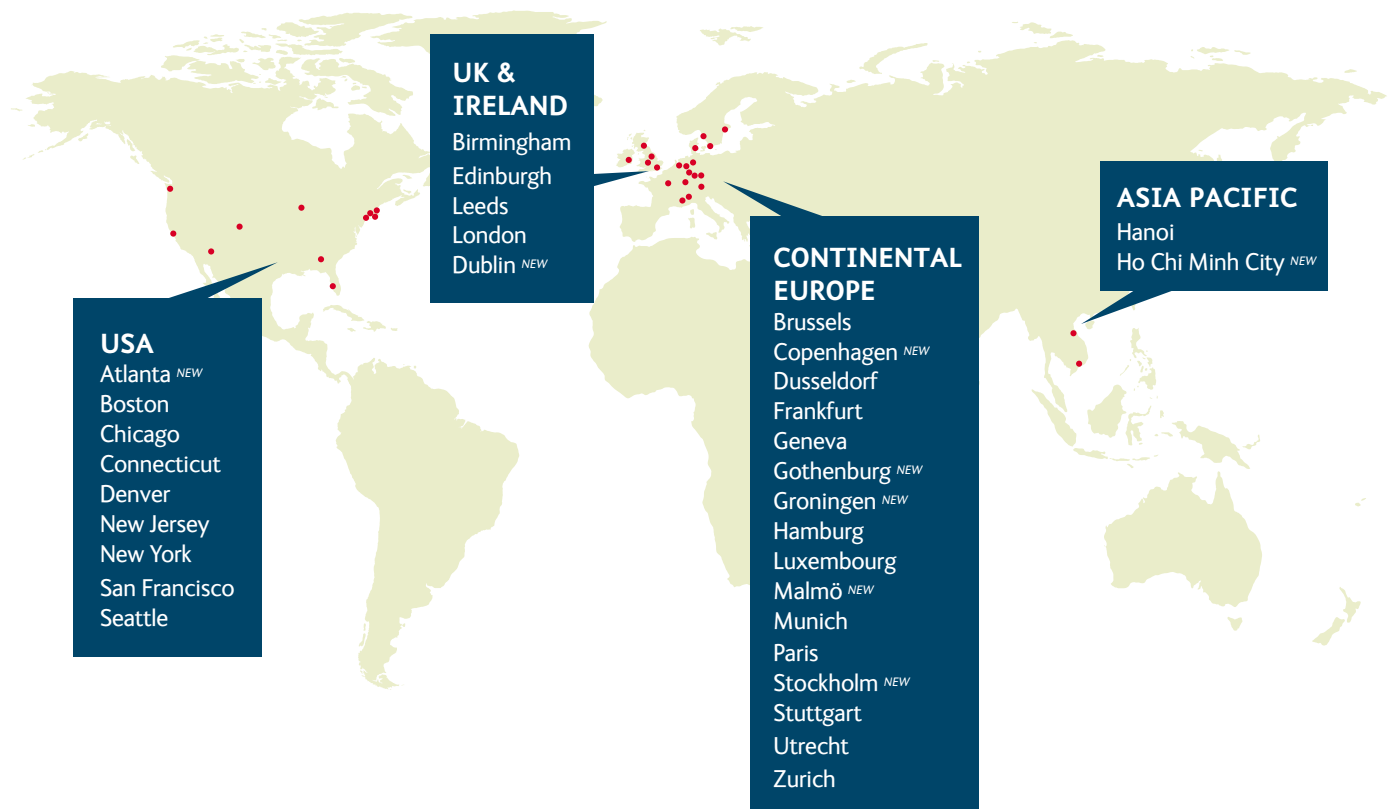 UK &
IRELAND
Birmingham
Edinburgh
Leeds
London
Dublin NEW
ASIA PACIFIC
Hanoi
Ho Chi Minh City NEW
CONTINENTAL
EUROPE
Brussels
Copenhagen NEW
Dusseldorf
Frankfurt
Geneva
Gothenburg NEW
Groningen NEW
Hamburg
Luxembourg
Malmö NEW
Munich
Paris
Stockholm NEW
Stuttgart
Utrecht
Zurich
USA
Atlanta NEW
Boston
Chicago
Connecticut
Denver
New Jersey
New York
San Francisco
Seattle